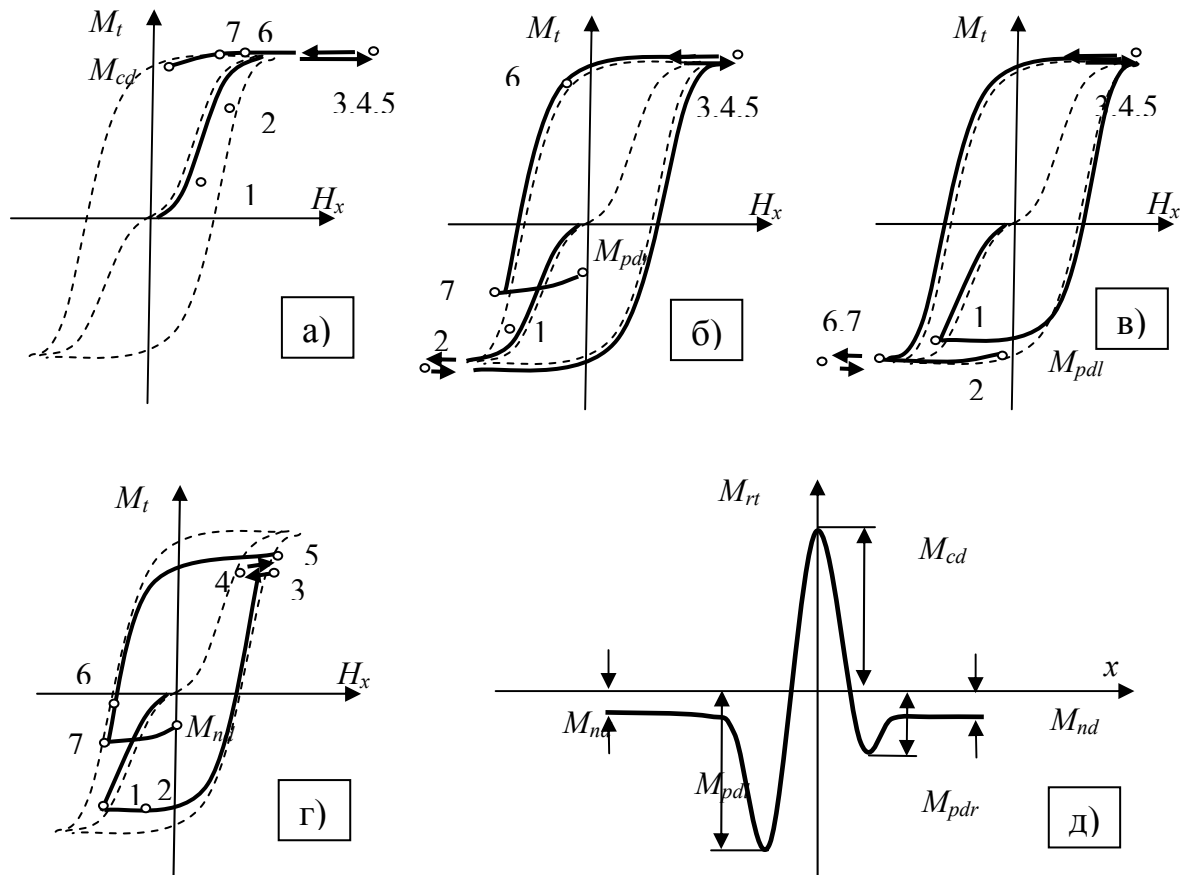 M_t
7 6
M_cd
3,4,5
2
1
H_x
а)
M_t
6
3,4,5
H_x
M_pd
7
2
1
б)
M_t
3,4,5
H_x
6,7
1
M_pdl
2
в)
M_t
5
4
3
6
H_x
7
M_nd
1 2
г)
M_rt
M_cd
x
M_nd
M_nd
M_pdl
M_pdr
д)